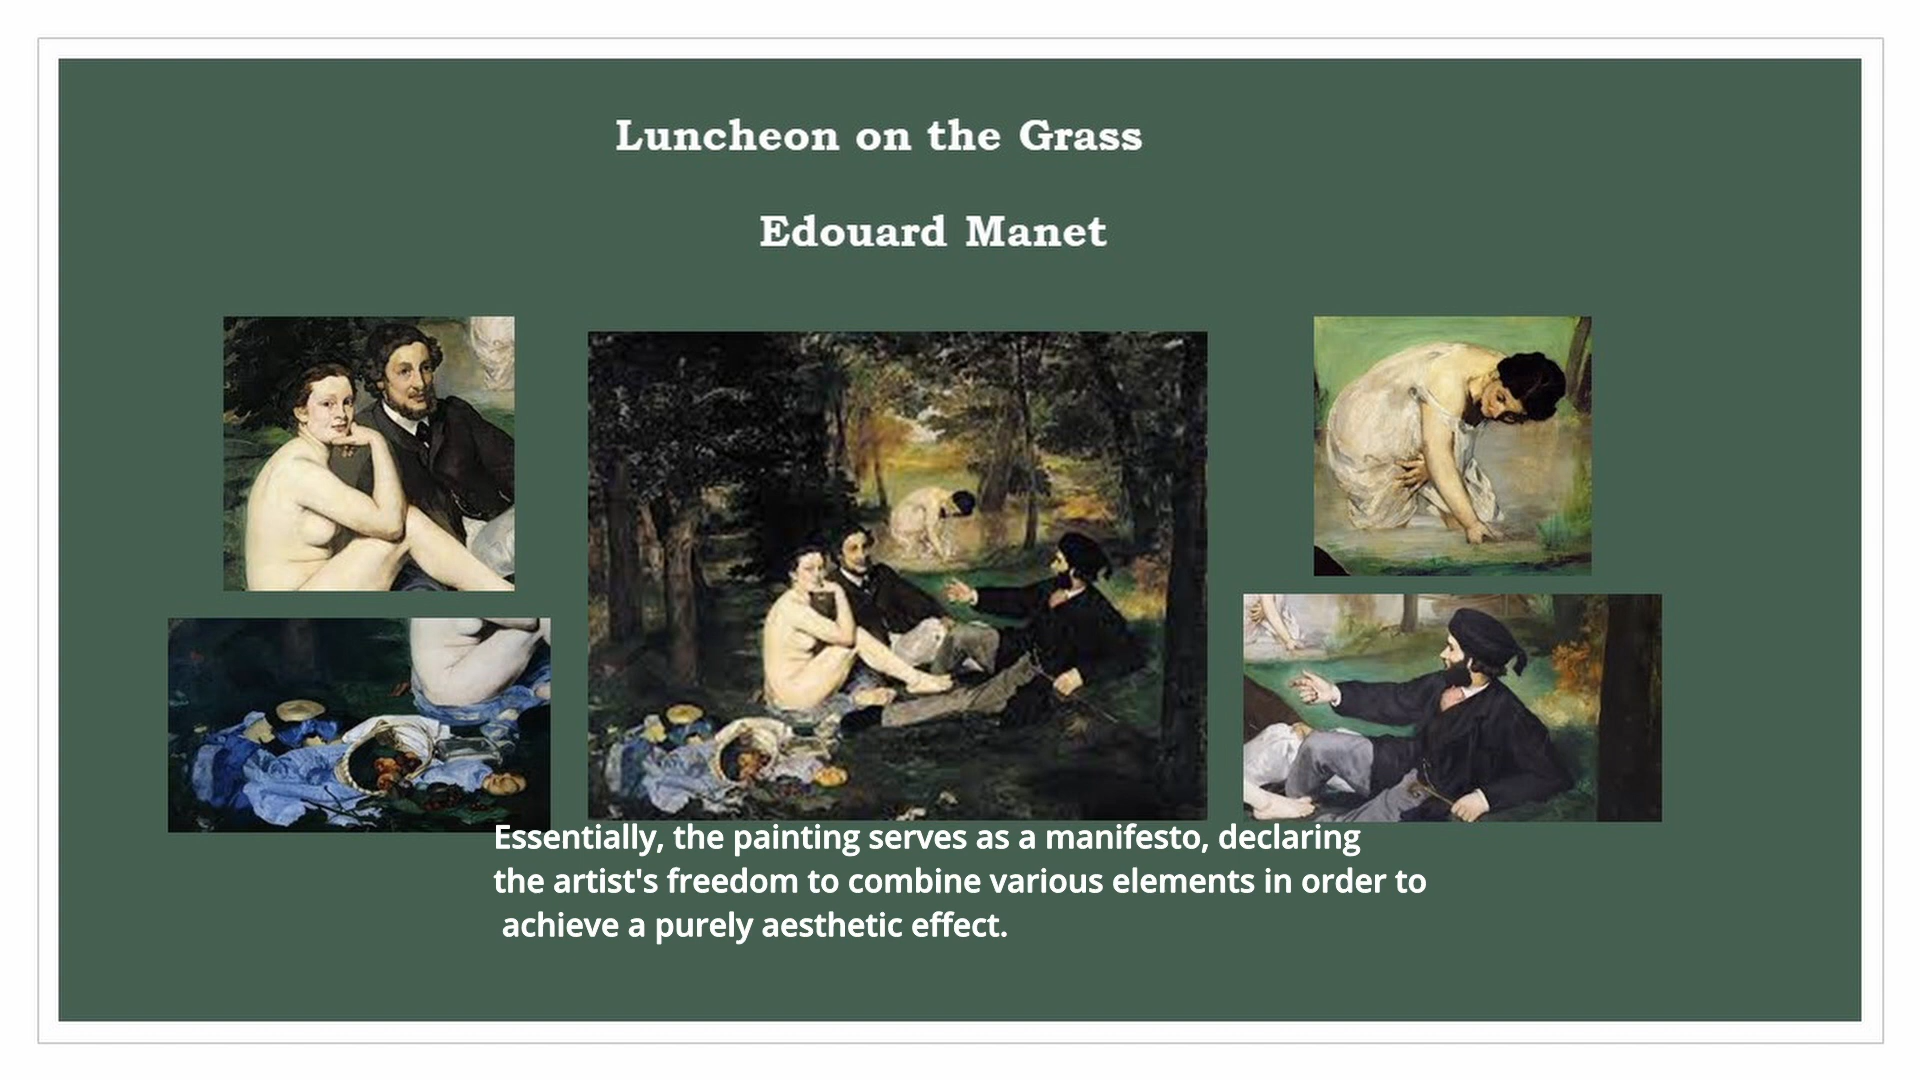 Luncheon on the Grass
Edouard Manet
Essentially, the painting serves as a manifesto, declaring
the artist's freedom to combine various elements in order to
achieve a purely aesthetic effect.